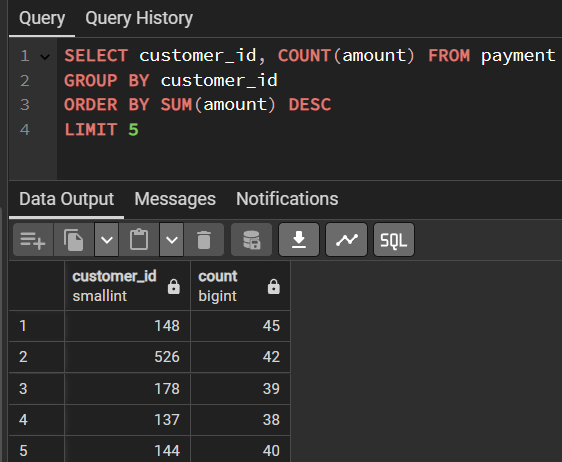 Query Query History
1 SELECT customer_id, COUNT(amount) FROM payment
2 GROUP BY customer_id
3 ORDER BY SUM(amount) DESC
4 LIMIT 5
Data Output Messages Notifications
SQL
customer_id count
smallint bigint
1 148 45
2 526 42
3 178 39
4 137 38
5 144 40